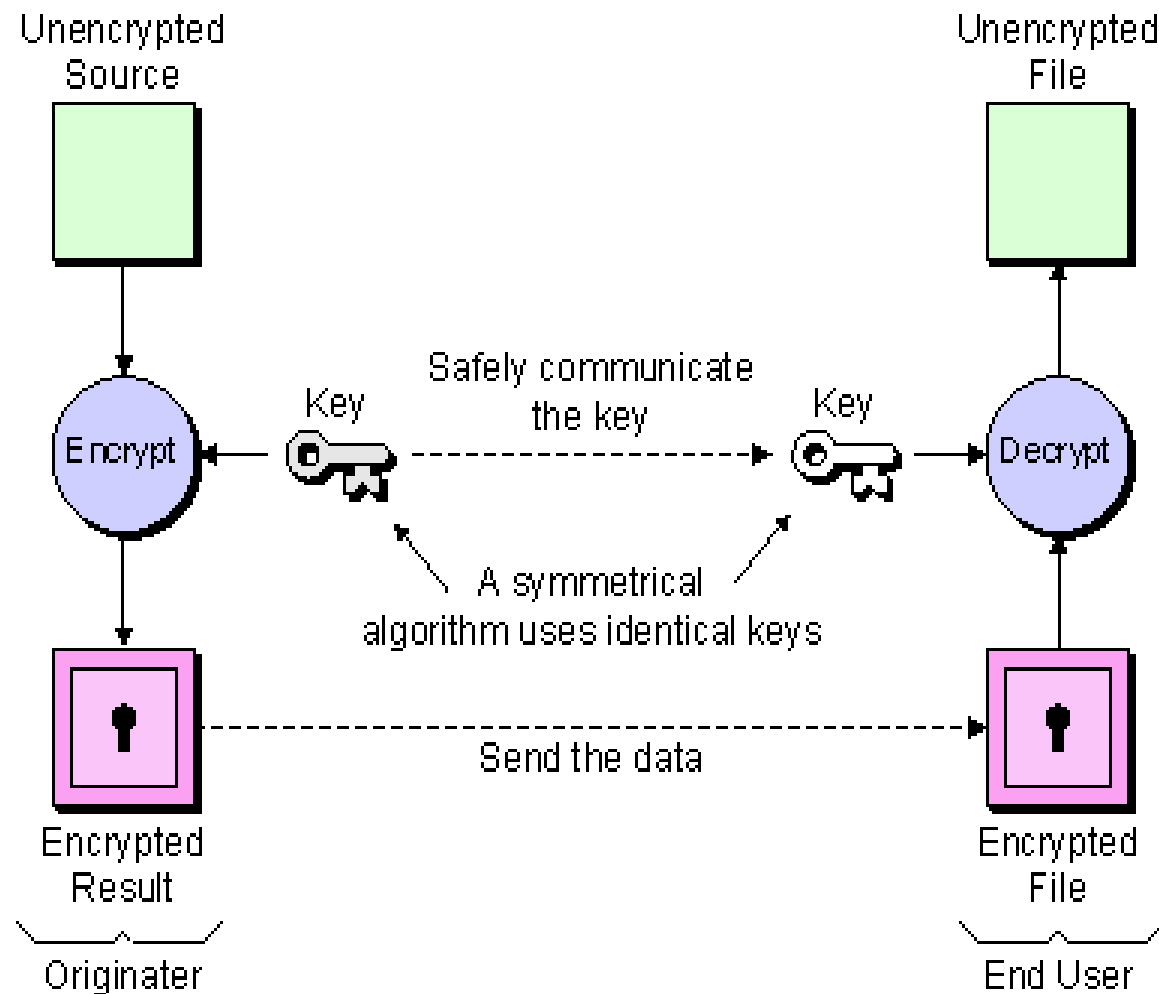 Unencrypted
Source
Unencrypted
File
Safely communicate
the key
Key
Key
Encrypt
Decrypt
A symmetrical
algorithm uses identical keys
Send the data
Encrypted
Result
Encrypted
File
Originater
End User